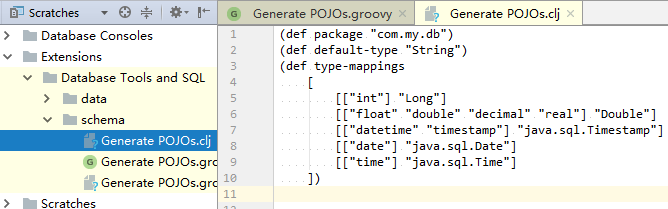 Scratches
Generate POJOs.groovy
Generate POJOs.clj
Database Consoles
Extensions
Database Tools and SQL
data
schema
Generate POJOs.clj
Generate POJOs.gro
Generate POJOs.gro
Scratches
1 (def package "com.my.db")
2 (def default-type "String")
3 (def type-mappings
4 [
5 [["int"] "Long"]
6 [["float" "double" "decimal" "real"] "Double"]
7 [["datetime" "timestamp"] "java.sql.Timestamp"]
8 [["date"] "java.sql.Date"]
9 [["time"] "java.sql.Time"]
10 ])
11